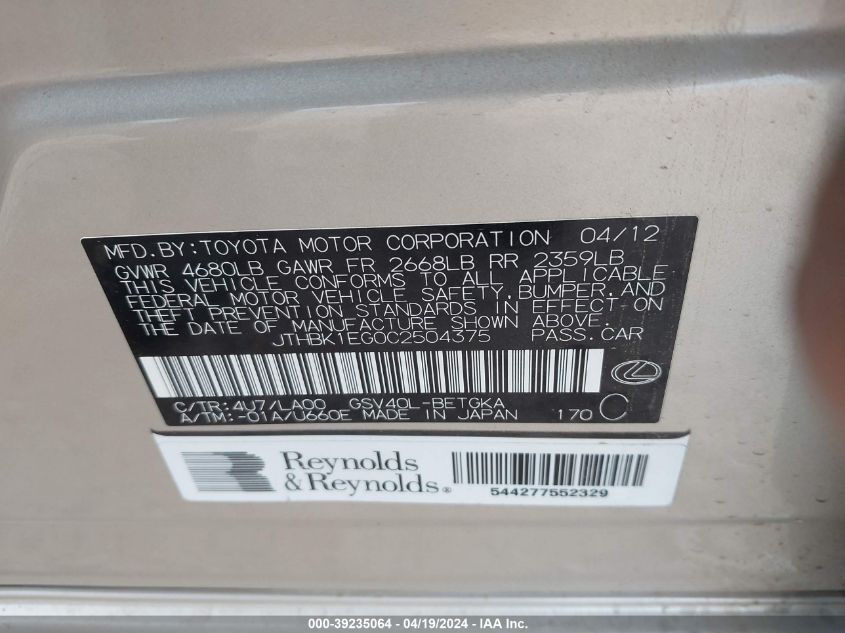 MFD.BY:TOYOTA MOTOR CORPORATION 04/12
GVWR 4680LB GAWR FR 2668LB RR 2359LB
THIS VEHICLE CONFORMS TO ALL APPLICABLE
FEDERAL MOTOR VEHICLE SAFETY,BUMPER,AND
THEFT PREVENTION STANDARDS IN EFFECT ON
THE DATE OF MANUFACTURE SHOWN ABOVE.
JTHBK1EG0C2504375 PASS.CAR
C/TR:4U7/LA00 GSV40L-BETGKA
A/TM:-01A/U660E MADE IN JAPAN 170 C
Reynolds
& Reynolds®
544277552329
000-39235064 - 04/19/2024 - IAA Inc.